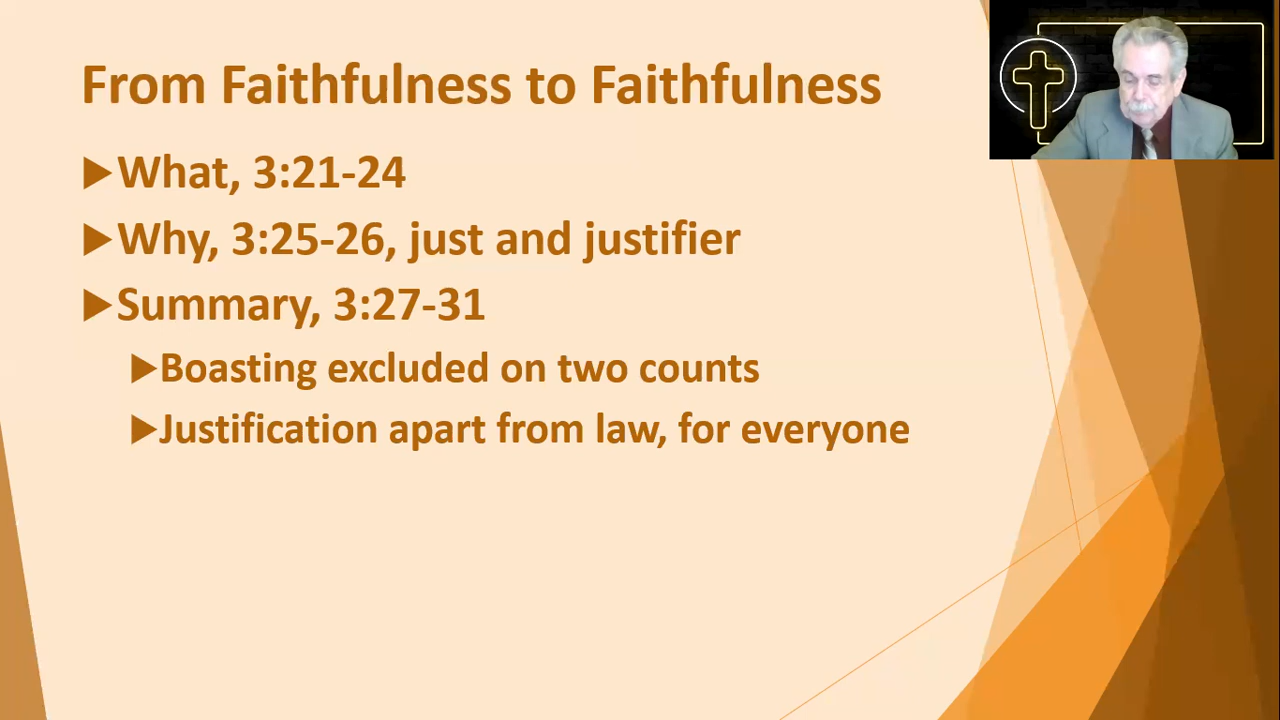 From Faithfulness to Faithfulness
What, 3:21-24
Why, 3:25-26, just and justifier
Summary, 3:27-31
Boasting excluded on two counts
Justification apart from law, for everyone